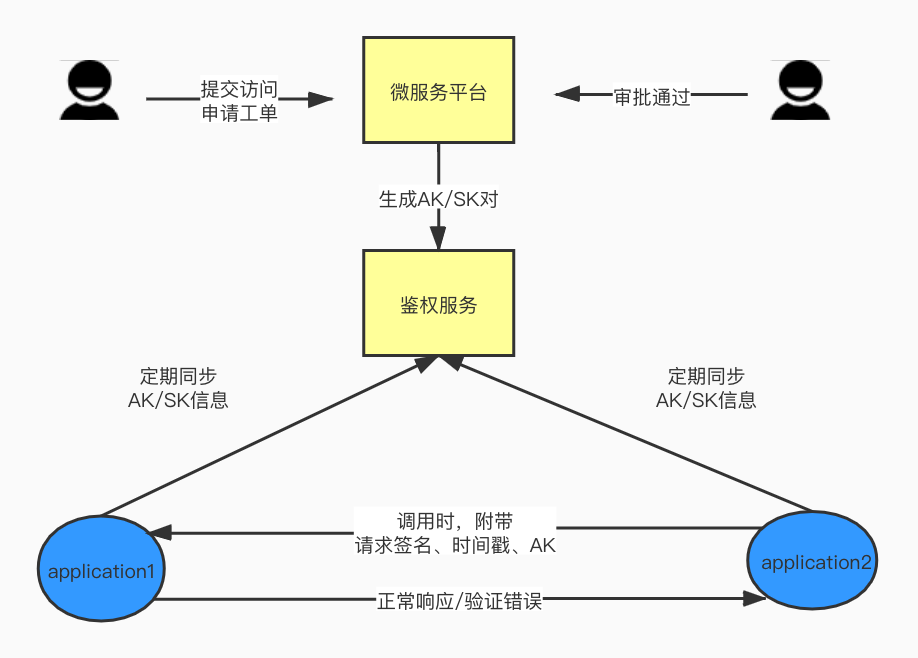 提交访问
申请工单
微服务平台
审批通过
生成AK/SK对
鉴权服务
定期同步
AK/SK信息
定期同步
AK/SK信息
调用时，附带
请求签名、时间戳、AK
application1
application2
正常响应/验证错误